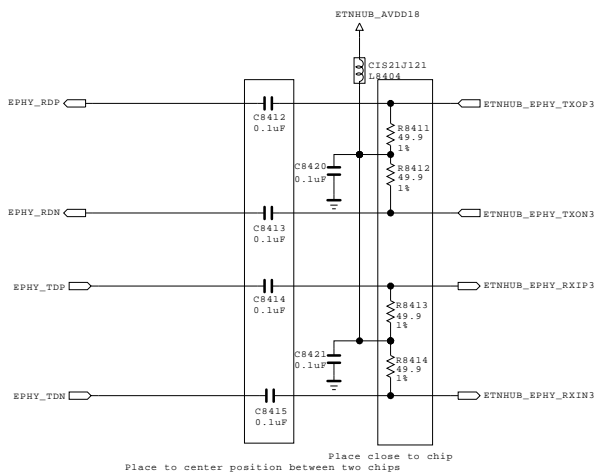 ETNHUB_AVDD18
CIS21J121
L8404
EPHY_RDP
ETNHUB_EPHY_TXOP3
C8412
0.1uF
R8411
49.9
1%
C8420
0.1uF
R8412
49.9
1%
EPHY_RDN
ETNHUB_EPHY_TXON3
C8413
0.1uF
EPHY_TDP
ETNHUB_EPHY_RXIP3
C8414
0.1uF
R8413
49.9
1%
C8421
0.1uF
R8414
49.9
1%
EPHY_TDN
ETNHUB_EPHY_RXIN3
C8415
0.1uF
Place close to chip
Place to center position between two chips